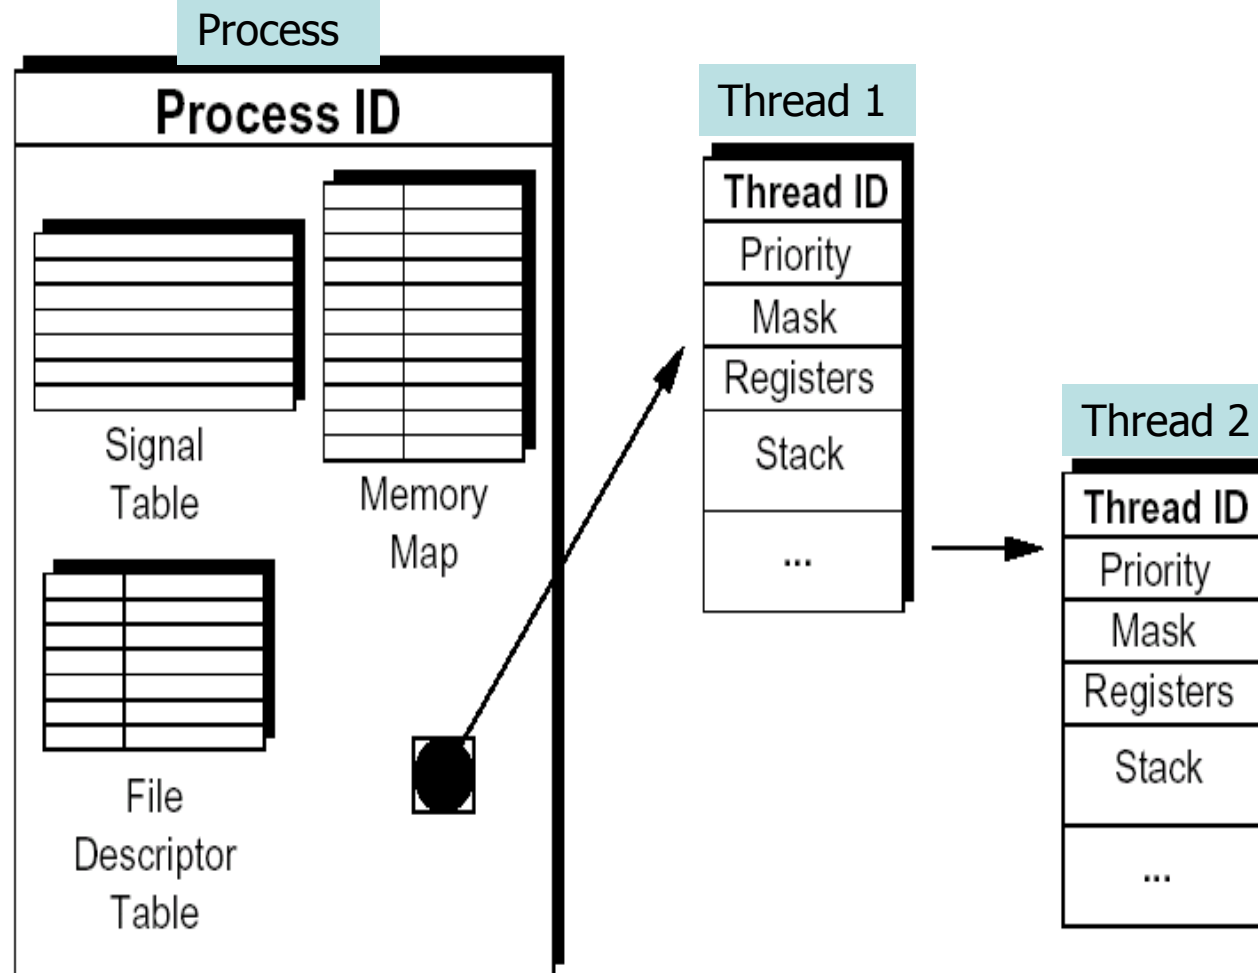 Process
Process ID
Signal
Table
Memory
Map
File
Descriptor
Table
Thread 1
Thread ID
Priority
Mask
Registers
Stack
...
Thread 2
Thread ID
Priority
Mask
Registers
Stack
...